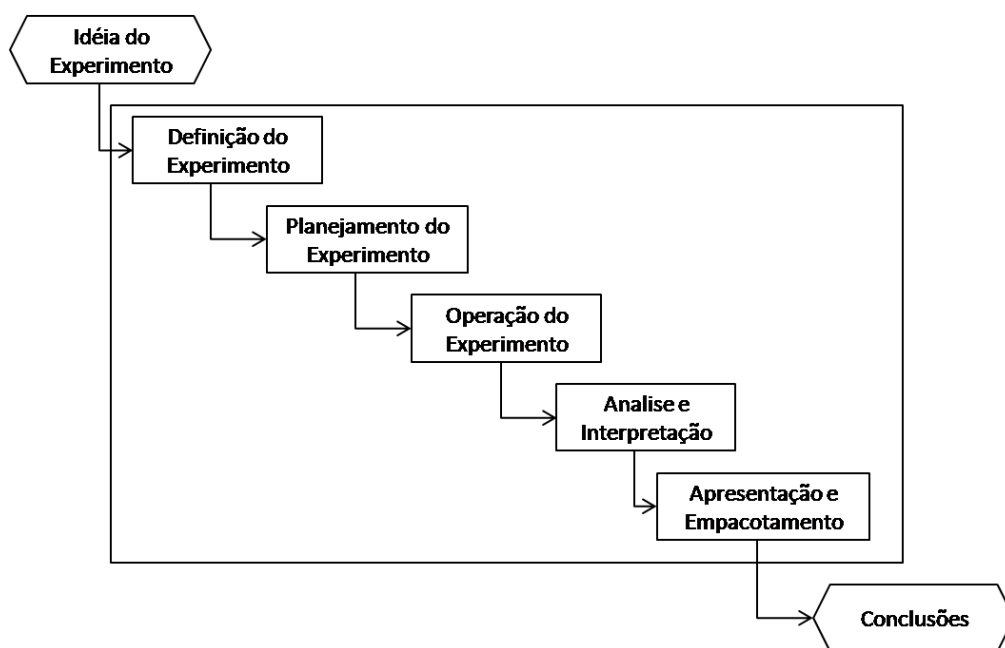 Idéia do
Experimento
Definição do
Experimento
Planejamento do
Experimento
Operação do
Experimento
Analise e
Interpretação
Apresentação e
Empacotamento
Conclusões